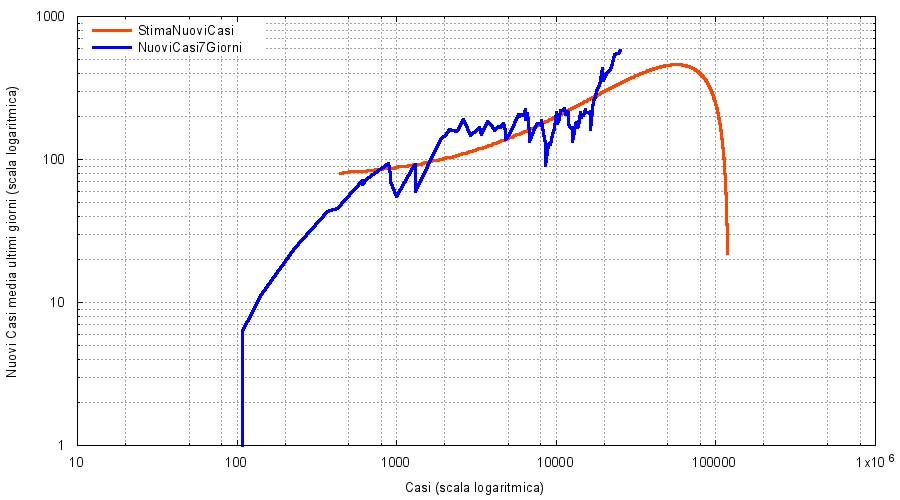 1000
StimaNuoviCasi
NuoviCasi7Giorni
100
Nuovi Casi media ultimi giorni (scala logaritmica)
10
1
10
100
1000
10000
100000
1x10 6
Casi (scala logaritmica)